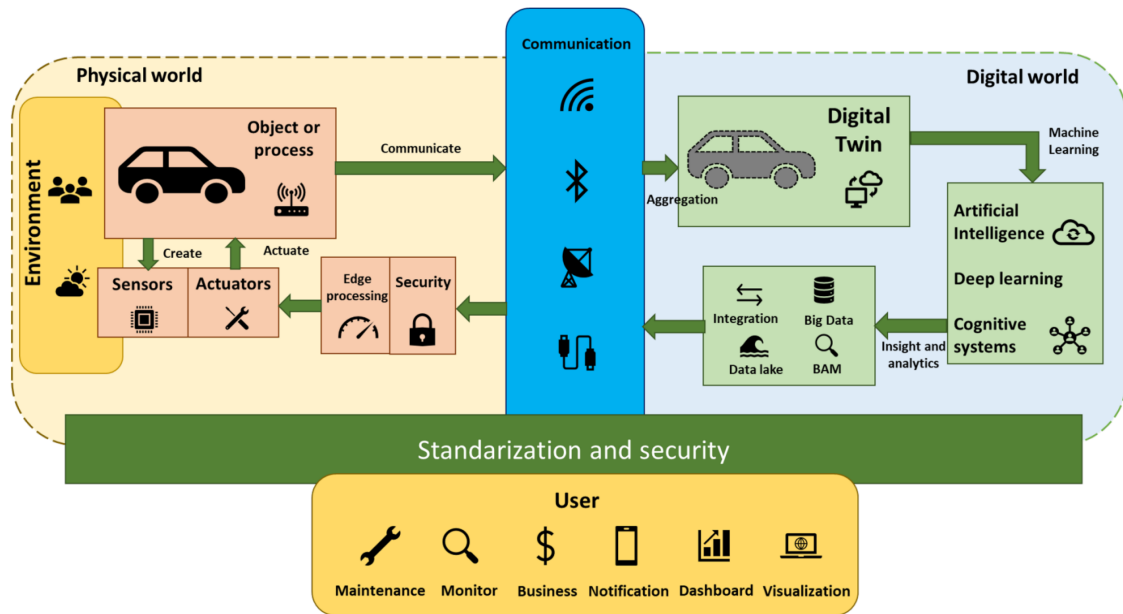 Communication
Physical world
Digital world
Environment
Object or
process
Communicate
Create
Actuate
Sensors
Actuators
Edge
processing
Security
Aggregation
Digital
Twin
Machine
Learning
Artificial
Intelligence
Deep learning
Cognitive
systems
Insight and
analytics
Integration
Big Data
Data lake
BAM
Standarization and security
User
Maintenance
Monitor
Business
Notification
Dashboard
Visualization